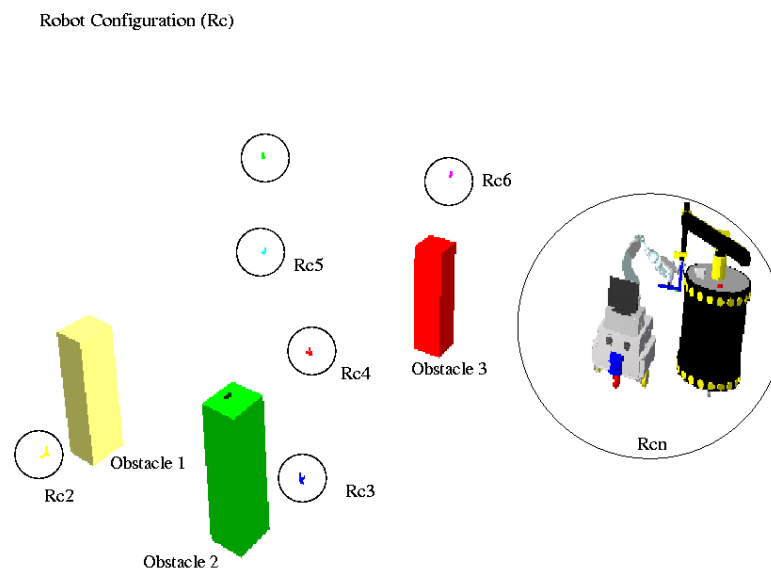 Robot Configuration (Rc)
Rc6
Rc5
Rc4
Obstacle 3
Rcn
Obstacle 1
Rc2
Rc3
Obstacle 2